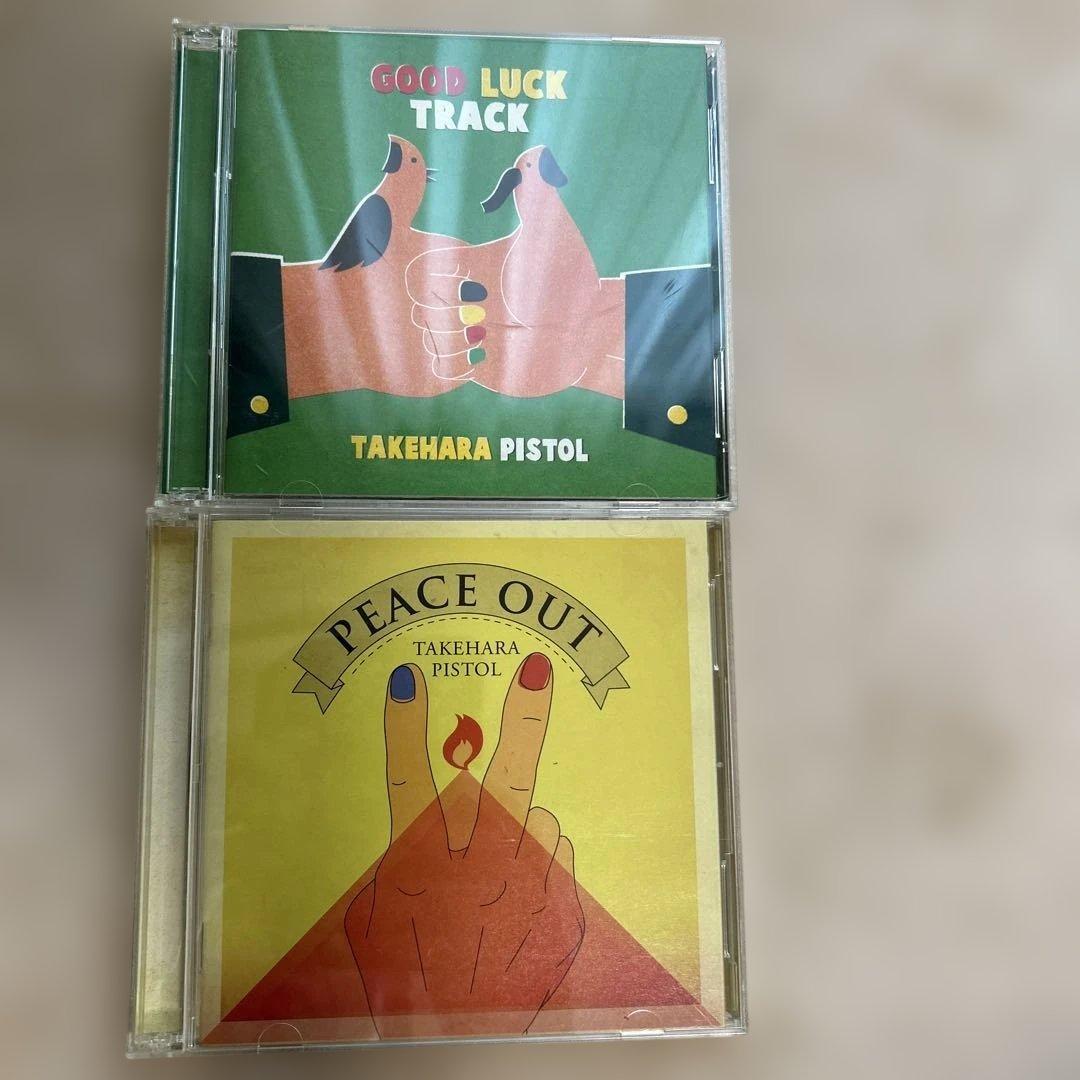 GOOD LUCK
TRACK
TAKEHARA PISTOL
PEACE OUT
TAKEHARA
PISTOL